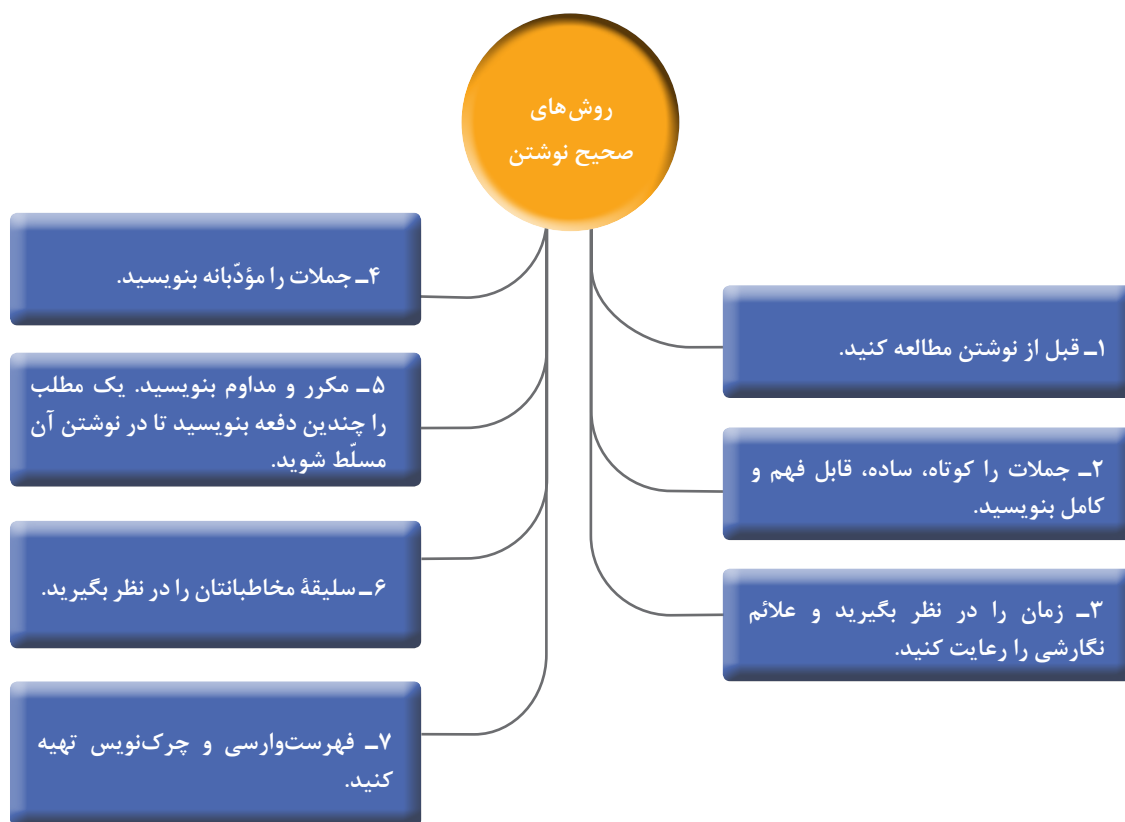 روش‌های
صحیح نوشتن
۱ـ قبل از نوشتن مطالعه کنید.
۲ـ جملات را کوتاه، ساده، قابل فهم و
کامل بنویسید.
۳ـ زمان را در نظر بگیرید و علائم
نگارشی را رعایت کنید.
۴ـ جملات را مؤدّبانه بنویسید.
۵ـ مکرر و مداوم بنویسید. یک مطلب
را چندین دفعه بنویسید تا در نوشتن آن
مسلّط شوید.
۶ـ سلیقهٔ مخاطبانتان را در نظر بگیرید.
۷ـ فهرست‌وارسی و چرک‌نویس تهیه
کنید.